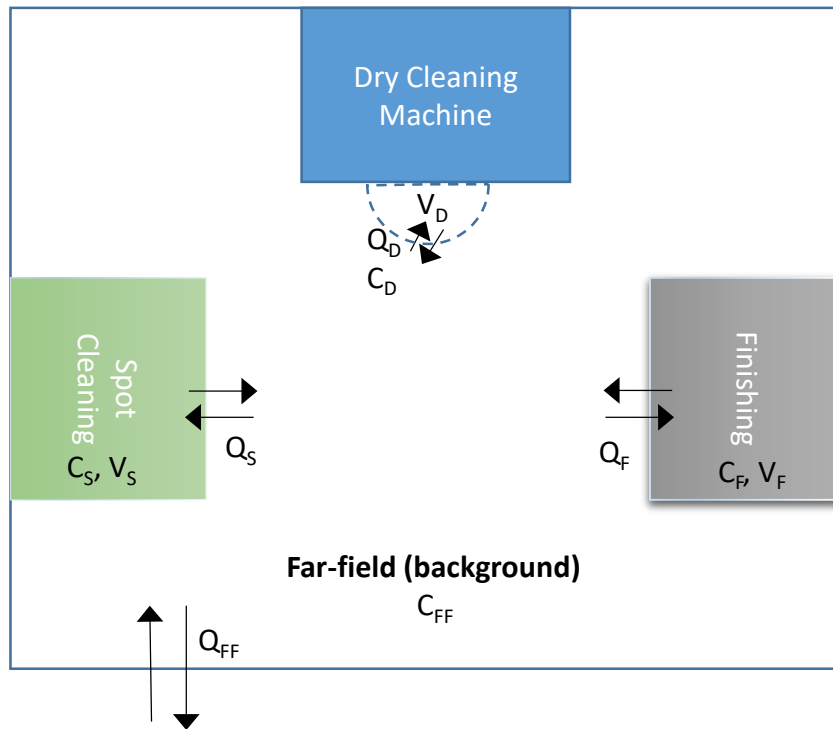 Dry Cleaning
Machine
V_D
Q_D
C_D
Spot
Cleaning
C_S, V_S
Q_S
Finishing
C_F, V_F
Q_F
Far-field (background)
C_FF
Q_FF